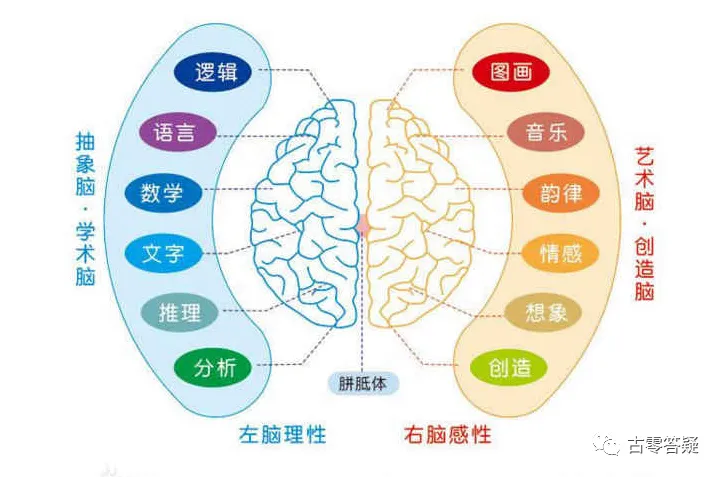 逻辑
语言
数学
文字
推理
分析
抽象脑·学术脑
图画
音乐
韵律
情感
想象
创造
艺术脑·创造脑
胼胝体
左脑理性
右脑感性
古零答疑